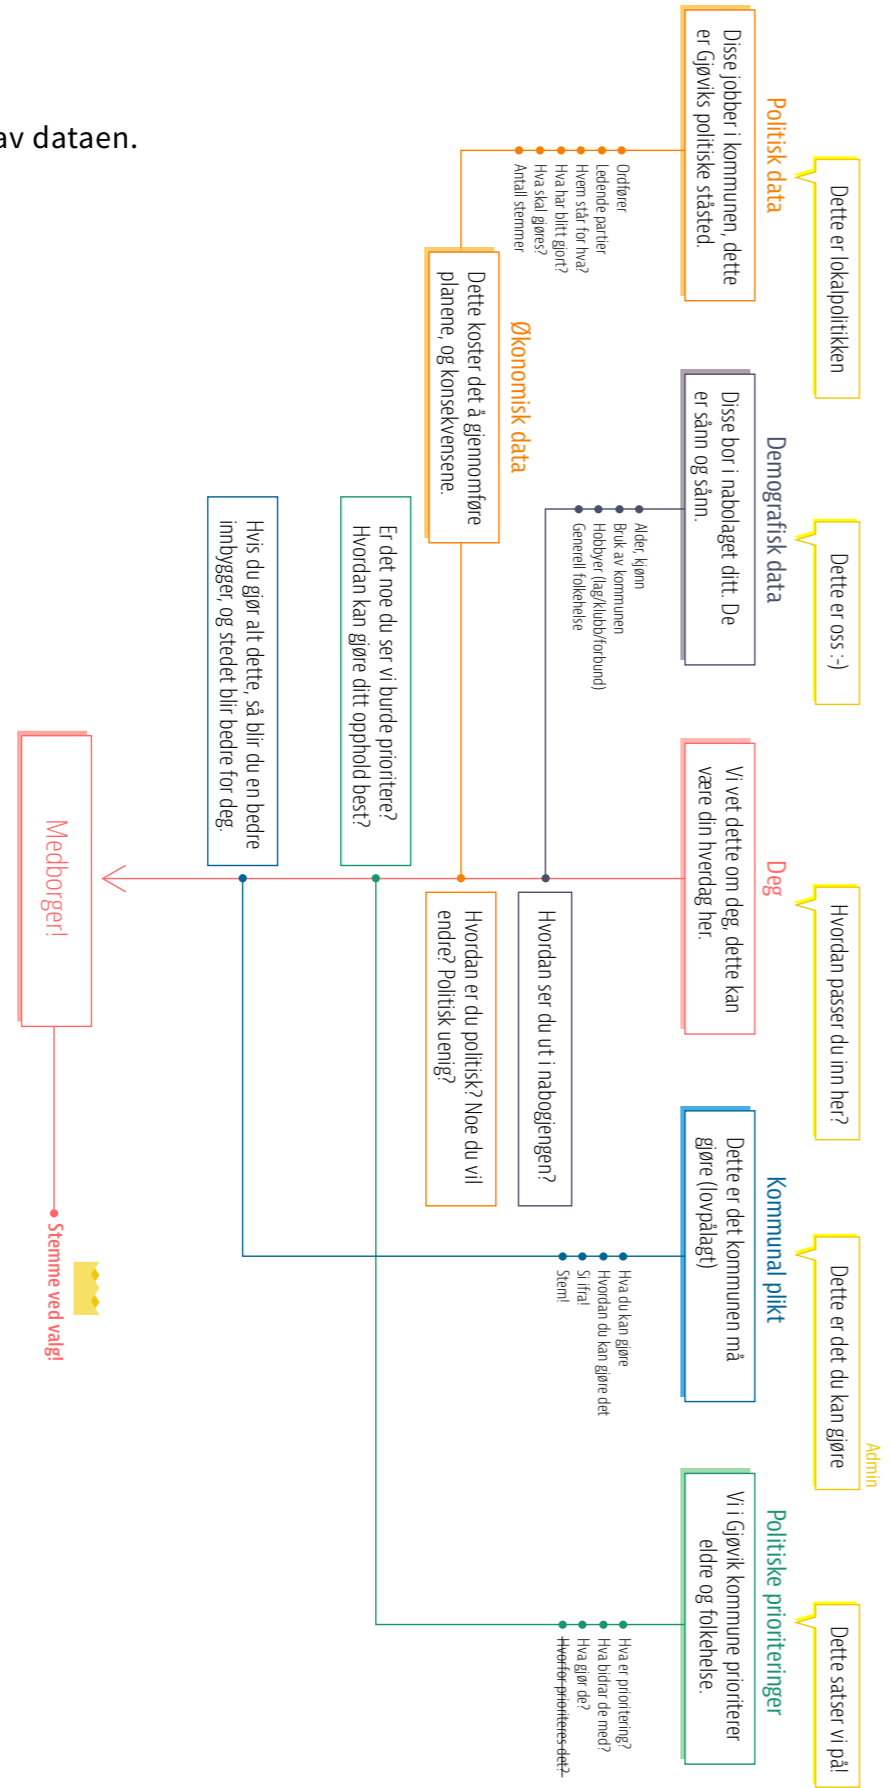 av dataen.
Admin
Dette er lokalpolitikken
Dette er oss :-)
Hvordan passer du inn her?
Dette er det du kan gjøre
Dette satser vi på!
Politisk data
Disse jobber i kommunen, dette
er Gjøviks politiske ståsted.
Ordfører
Ledende partier
Hvem står for hva?
Hva har blitt gjort?
Hva skal gjøres?
Antall stemmer
Demografisk data
Disse bor i nabolaget ditt. De
er sånn og sånn.
Alder, kjønn
Bruk av kommunen
Hobbyer (lag/klubb/forbund)
Generell folkehelse
Deg
Vi vet dette om deg, dette kan
være din hverdag her.
Kommunal plikt
Dette er det kommunen må
gjøre (lovpålagt)
Hva du kan gjøre
Hvordan du kan gjøre det
Si ifra!
Stem!
Politiske prioriteringer
Vi i Gjøvik kommune prioriterer
eldre og folkehelse.
Hva er prioritering?
Hva bidrar de med?
Hva gjør de?
Hvorfor prioriteres det?
Økonomisk data
Dette koster det å gjennomføre
planene, og konsekvensene.
Hvordan ser du ut i nabogjengen?
Hvordan er du politisk? Noe du vil
endre? Politisk uenig?
Er det noe du ser vi burde prioritere?
Hvordan kan gjøre ditt opphold best?
Hvis du gjør alt dette, så blir du en bedre
innbygger, og stedet blir bedre for deg.
Medborger!
Stemme ved valg!